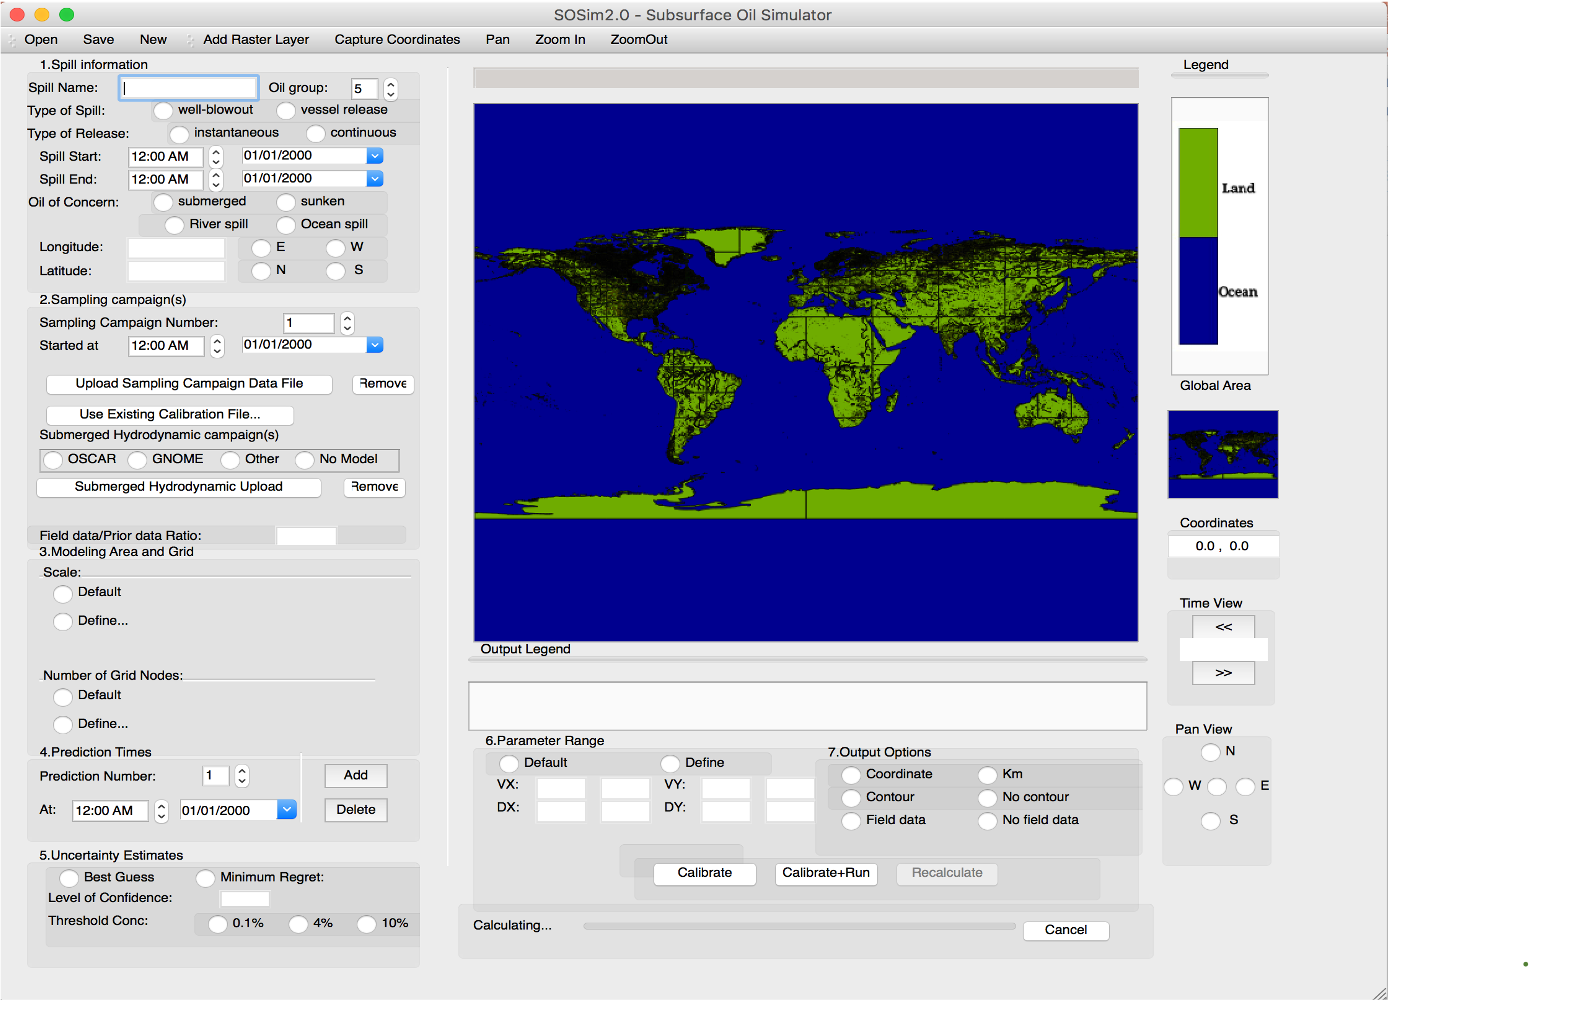 SOSim2.0 - Subsurface Oil Simulator
Open Save New Add Raster Layer Capture Coordinates Pan Zoom In ZoomOut
1.Spill information
Spill Name: Oil group: 5
Type of Spill: well-blowout vessel release
Type of Release: instantaneous continuous
Spill Start: 12:00 AM 01/01/2000
Spill End: 12:00 AM 01/01/2000
Oil of Concern: submerged sunken
River spill Ocean spill
Longitude: E W
Latitude: N S
2.Sampling campaign(s)
Sampling Campaign Number: 1
Started at 12:00 AM 01/01/2000
Upload Sampling Campaign Data File Remove
Use Existing Calibration File...
Submerged Hydrodynamic campaign(s)
OSCAR GNOME Other No Model
Submerged Hydrodynamic Upload Remove
Field data/Prior data Ratio:
3.Modeling Area and Grid
Scale:
Default
Define...
Number of Grid Nodes:
Default
Define...
4.Prediction Times
Prediction Number: 1 Add
At: 12:00 AM 01/01/2000 Delete
5.Uncertainty Estimates
Best Guess Minimum Regret:
Level of Confidence:
Threshold Conc: 0.1% 4% 10%
Output Legend
6.Parameter Range
Default Define
VX: VY:
DX: DY:
7.Output Options
Coordinate Km
Contour No contour
Field data No field data
Calibrate Calibrate+Run Recalculate
Calculating... Cancel
Legend
Land
Ocean
Global Area
Coordinates
0.0 , 0.0
Time View
<<
>>
Pan View
N
W E
S